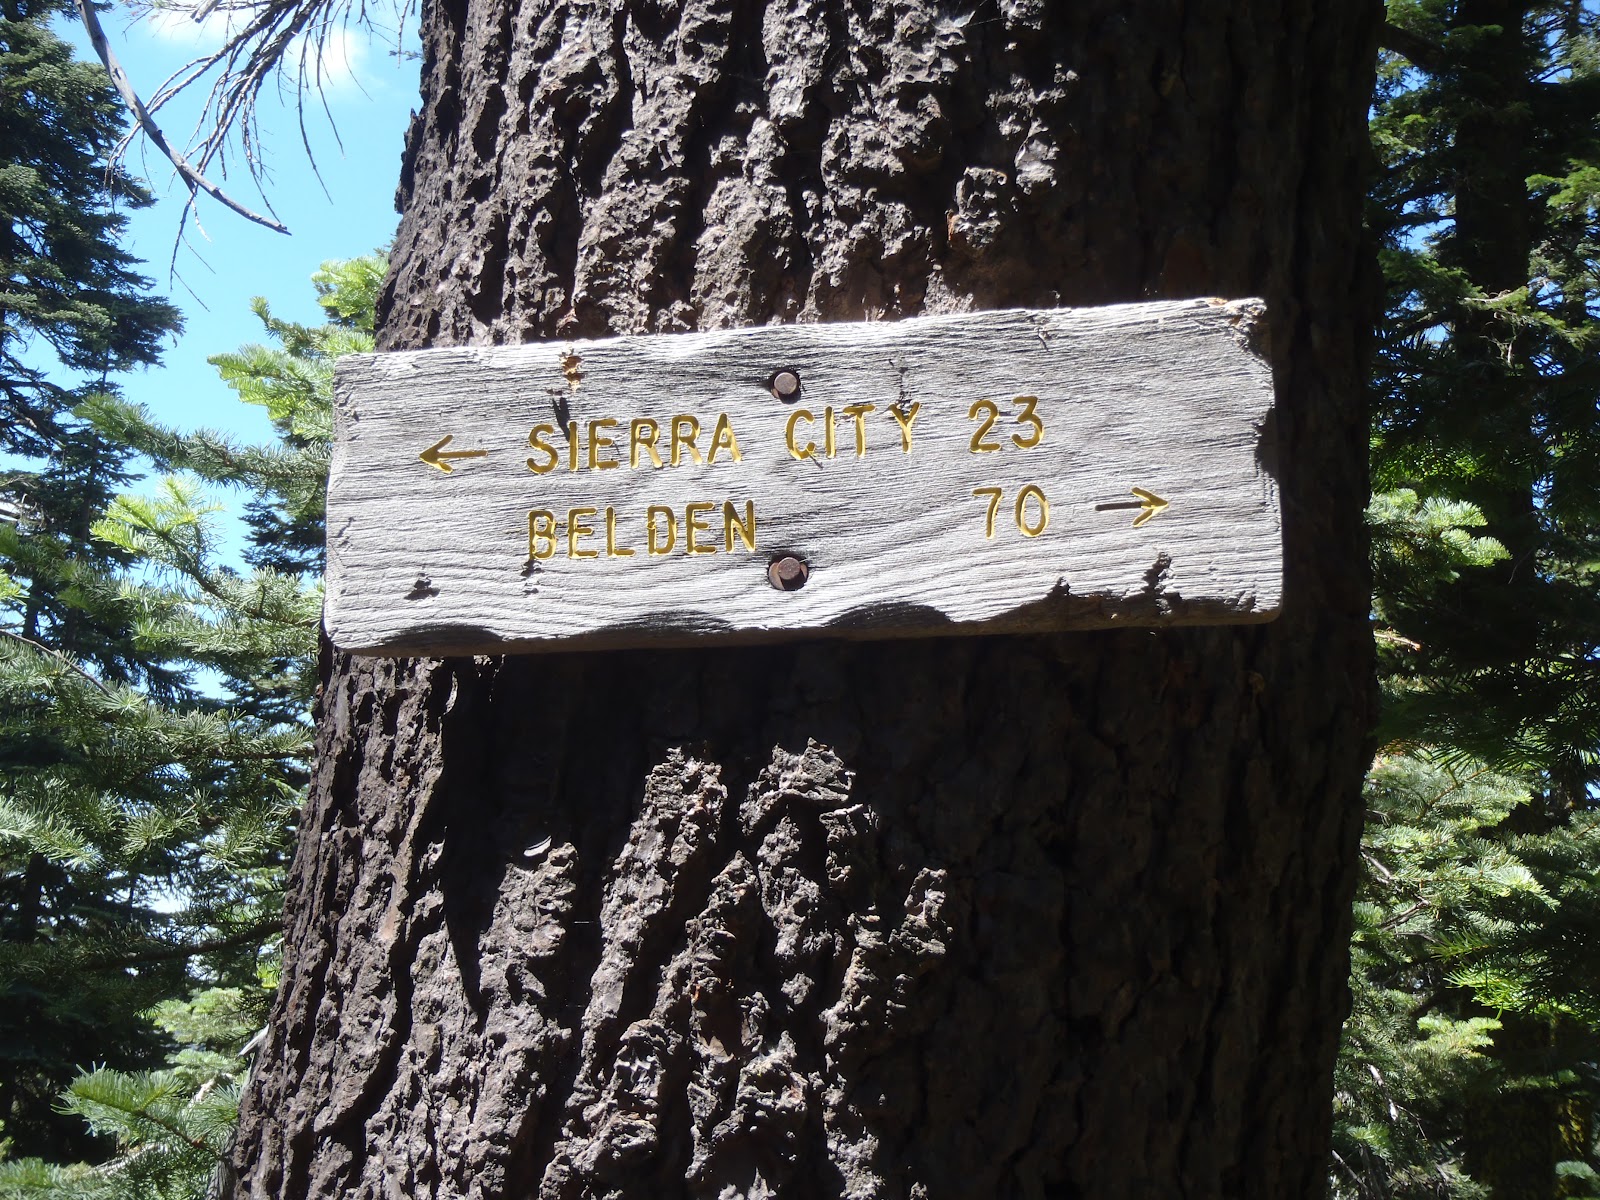 ← SIERRA CITY 23
BELDEN 70 →